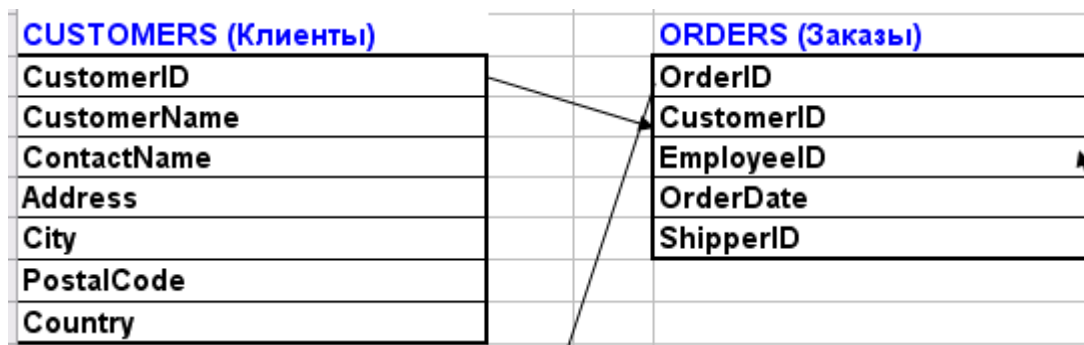 CUSTOMERS (Клиенты)
CustomerID
CustomerName
ContactName
Address
City
PostalCode
Country
ORDERS (Заказы)
OrderID
CustomerID
EmployeeID
OrderDate
ShipperID